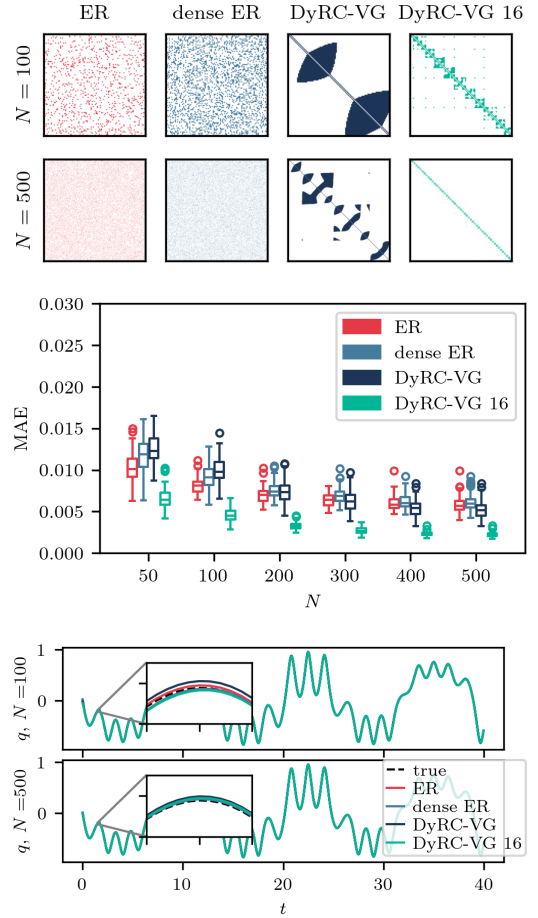 ER dense ER DyRC-VG DyRC-VG 16
N = 100
N = 500
0.030
0.025
0.020
0.015
0.010
0.005
0.000
MAE
ER
dense ER
DyRC-VG
DyRC-VG 16
50 100 200 300 400 500
N
1
0
q, N =100
1
0
q, N =500
true
ER
dense ER
DyRC-VG
DyRC-VG 16
0 10 20 30 40
t